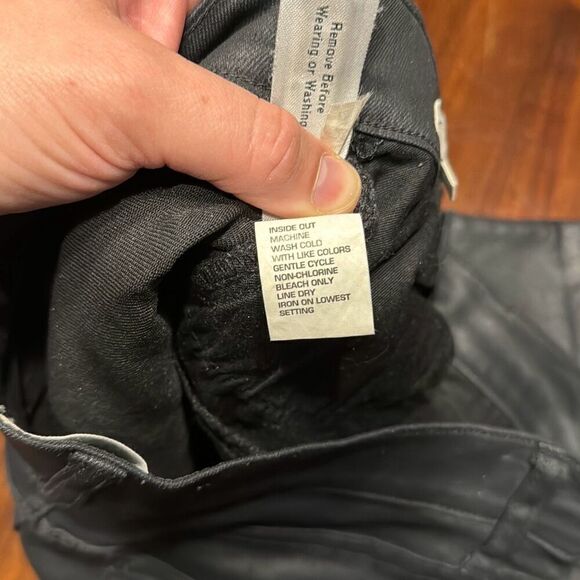 Remove Before
Wearing or Washing
INSIDE OUT
MACHINE
WASH COLD
WITH LIKE COLORS
GENTLE CYCLE
NON-CHLORINE
BLEACH ONLY
LINE DRY
IRON ON LOWEST
SETTING